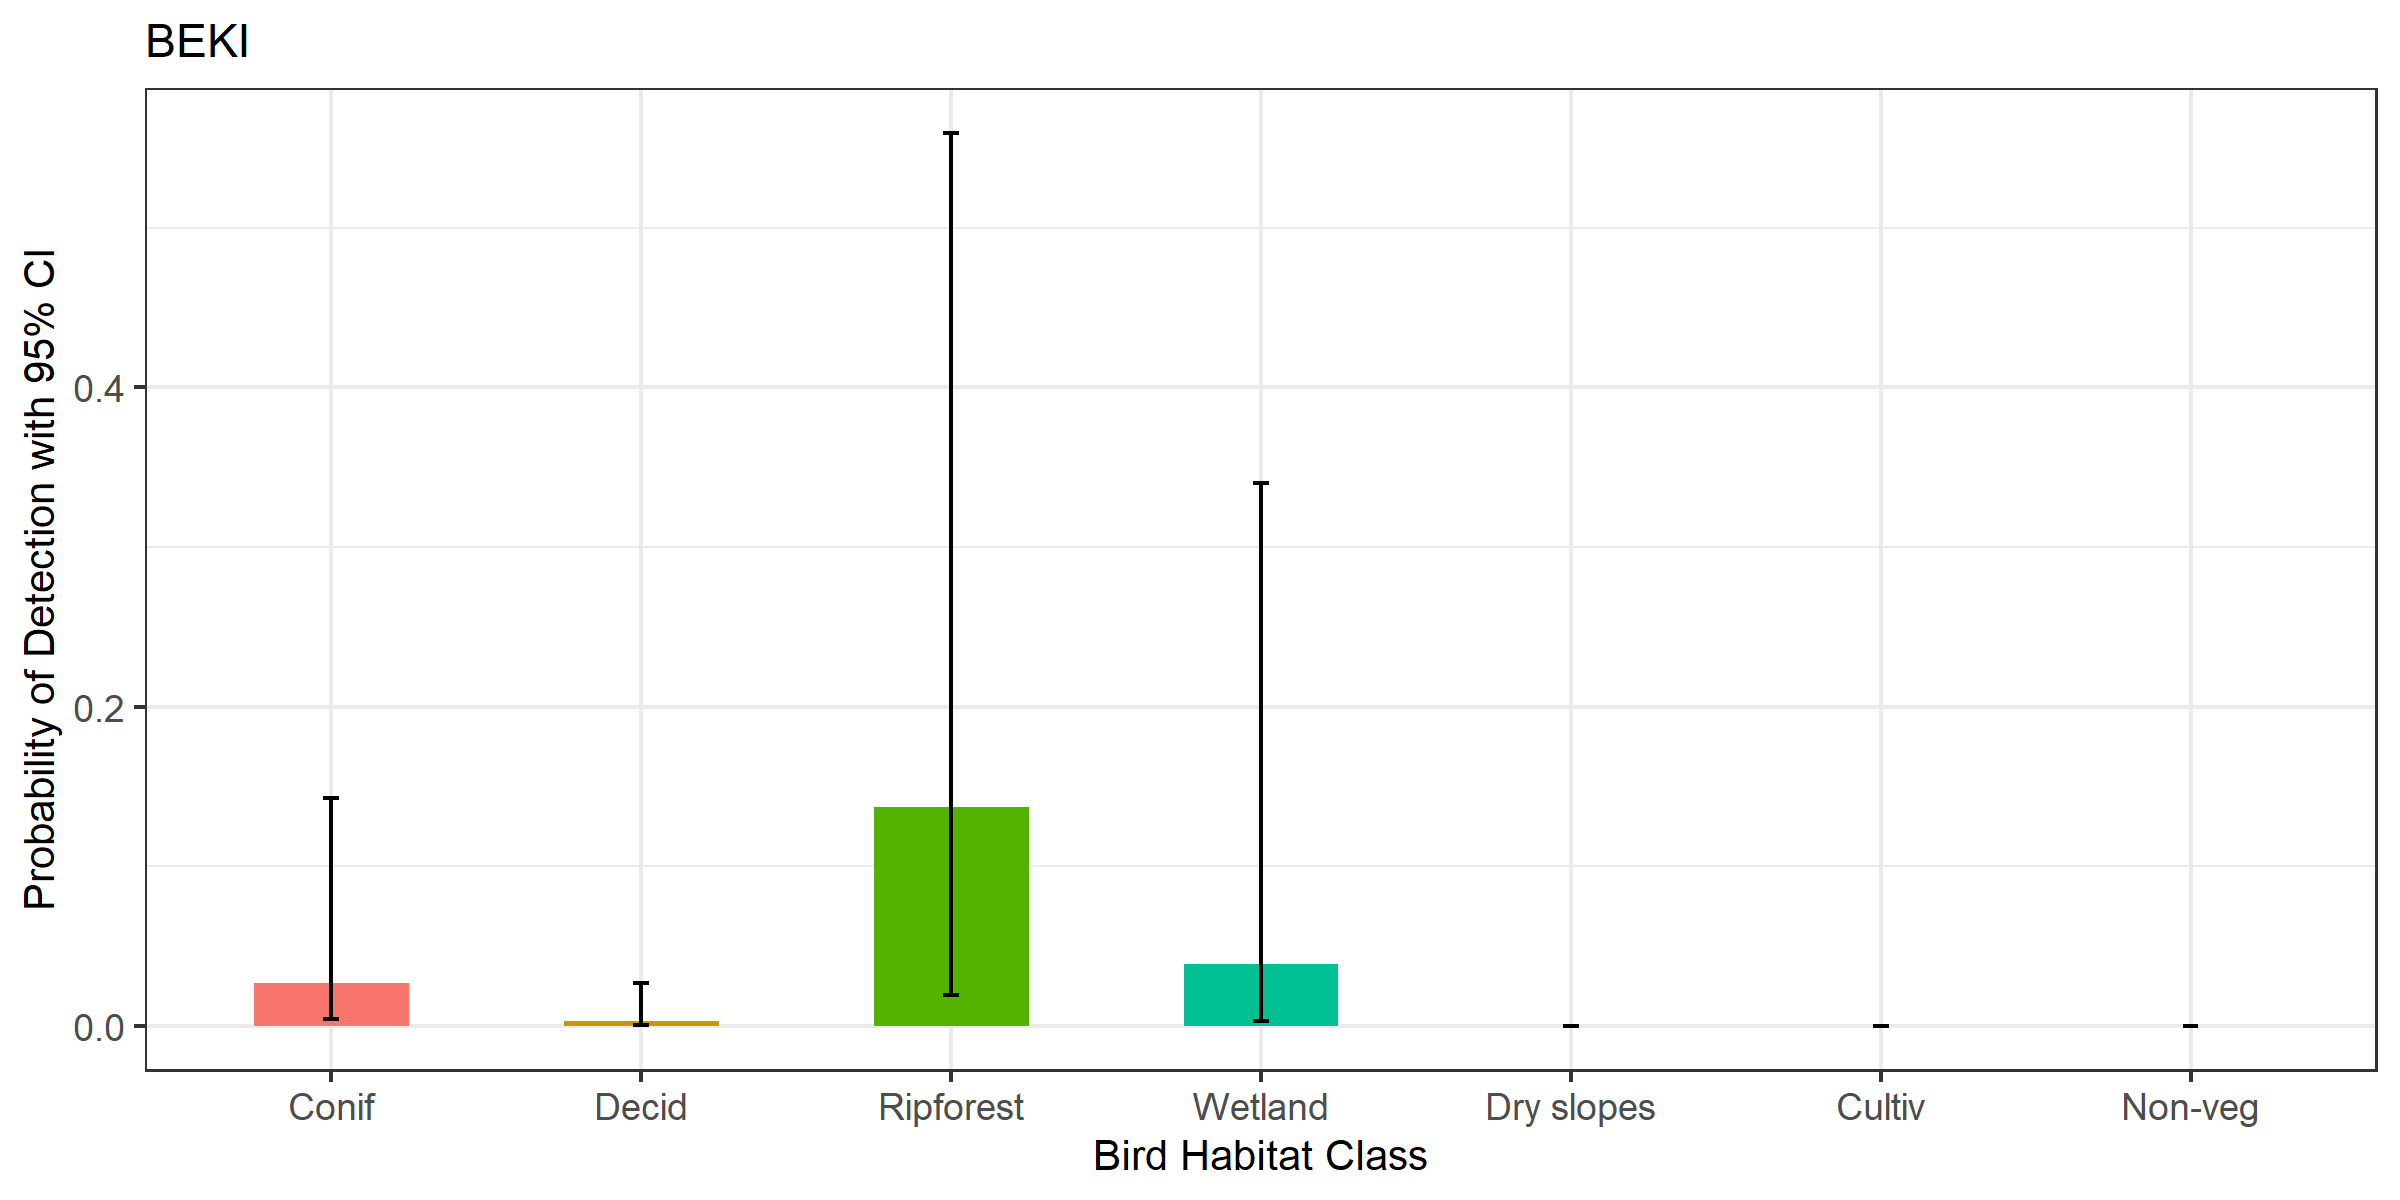 BEKI
Probability of Detection with 95% CI
0.4
0.2
0.0
Conif Decid Ripforest Wetland Dry slopes Cultiv Non-veg
Bird Habitat Class